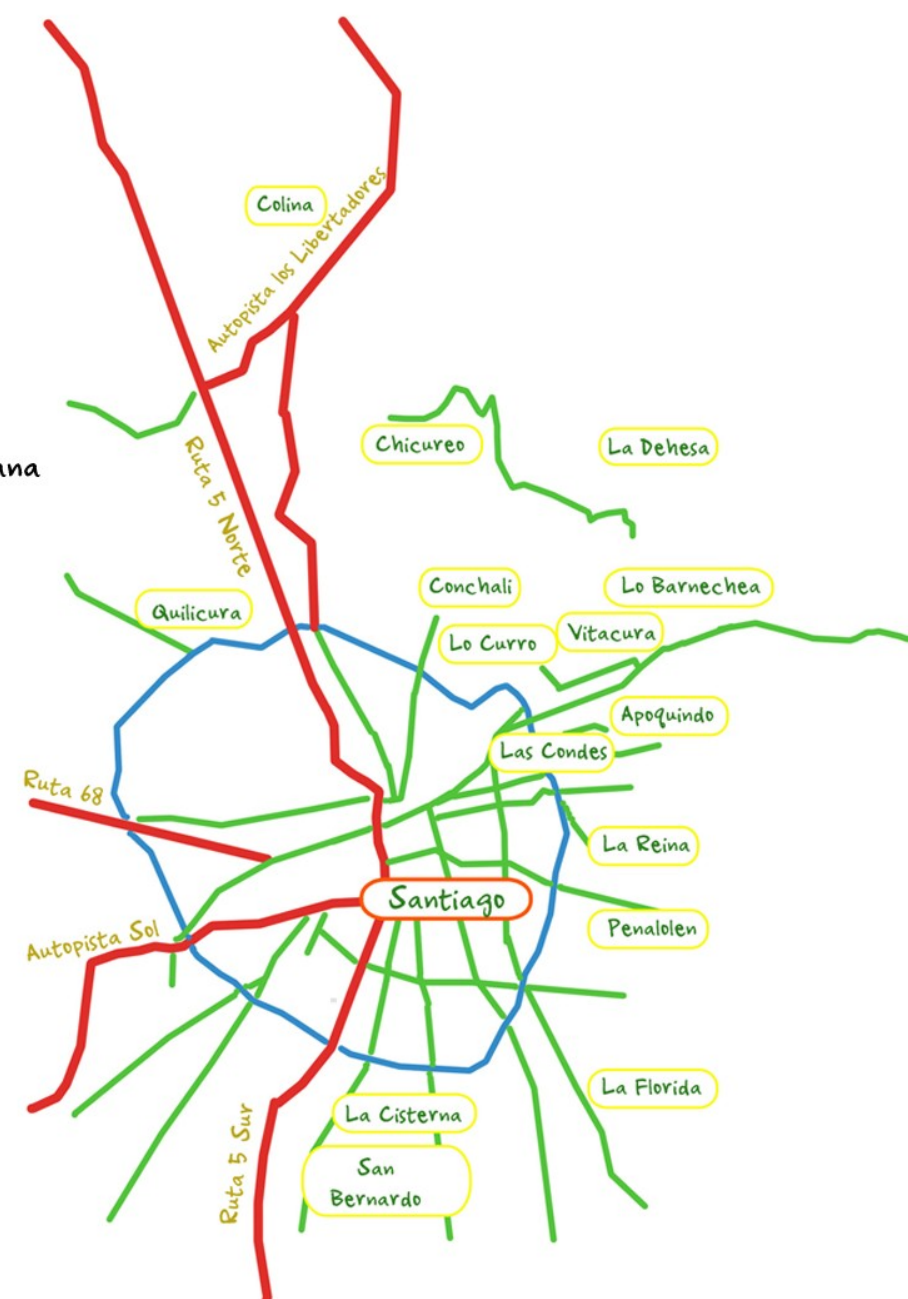 Colina
Autopista los Libertadores
Chicureo
La Dehesa
Ruta 5 Norte
Conchali
Lo Barnechea
Quilicura
Lo Curro
Vitacura
Apoquindo
Las Condes
Ruta 68
La Reina
Santiago
Penalolen
Autopista Sol
La Florida
La Cisterna
Ruta 5 Sur
San
Bernardo